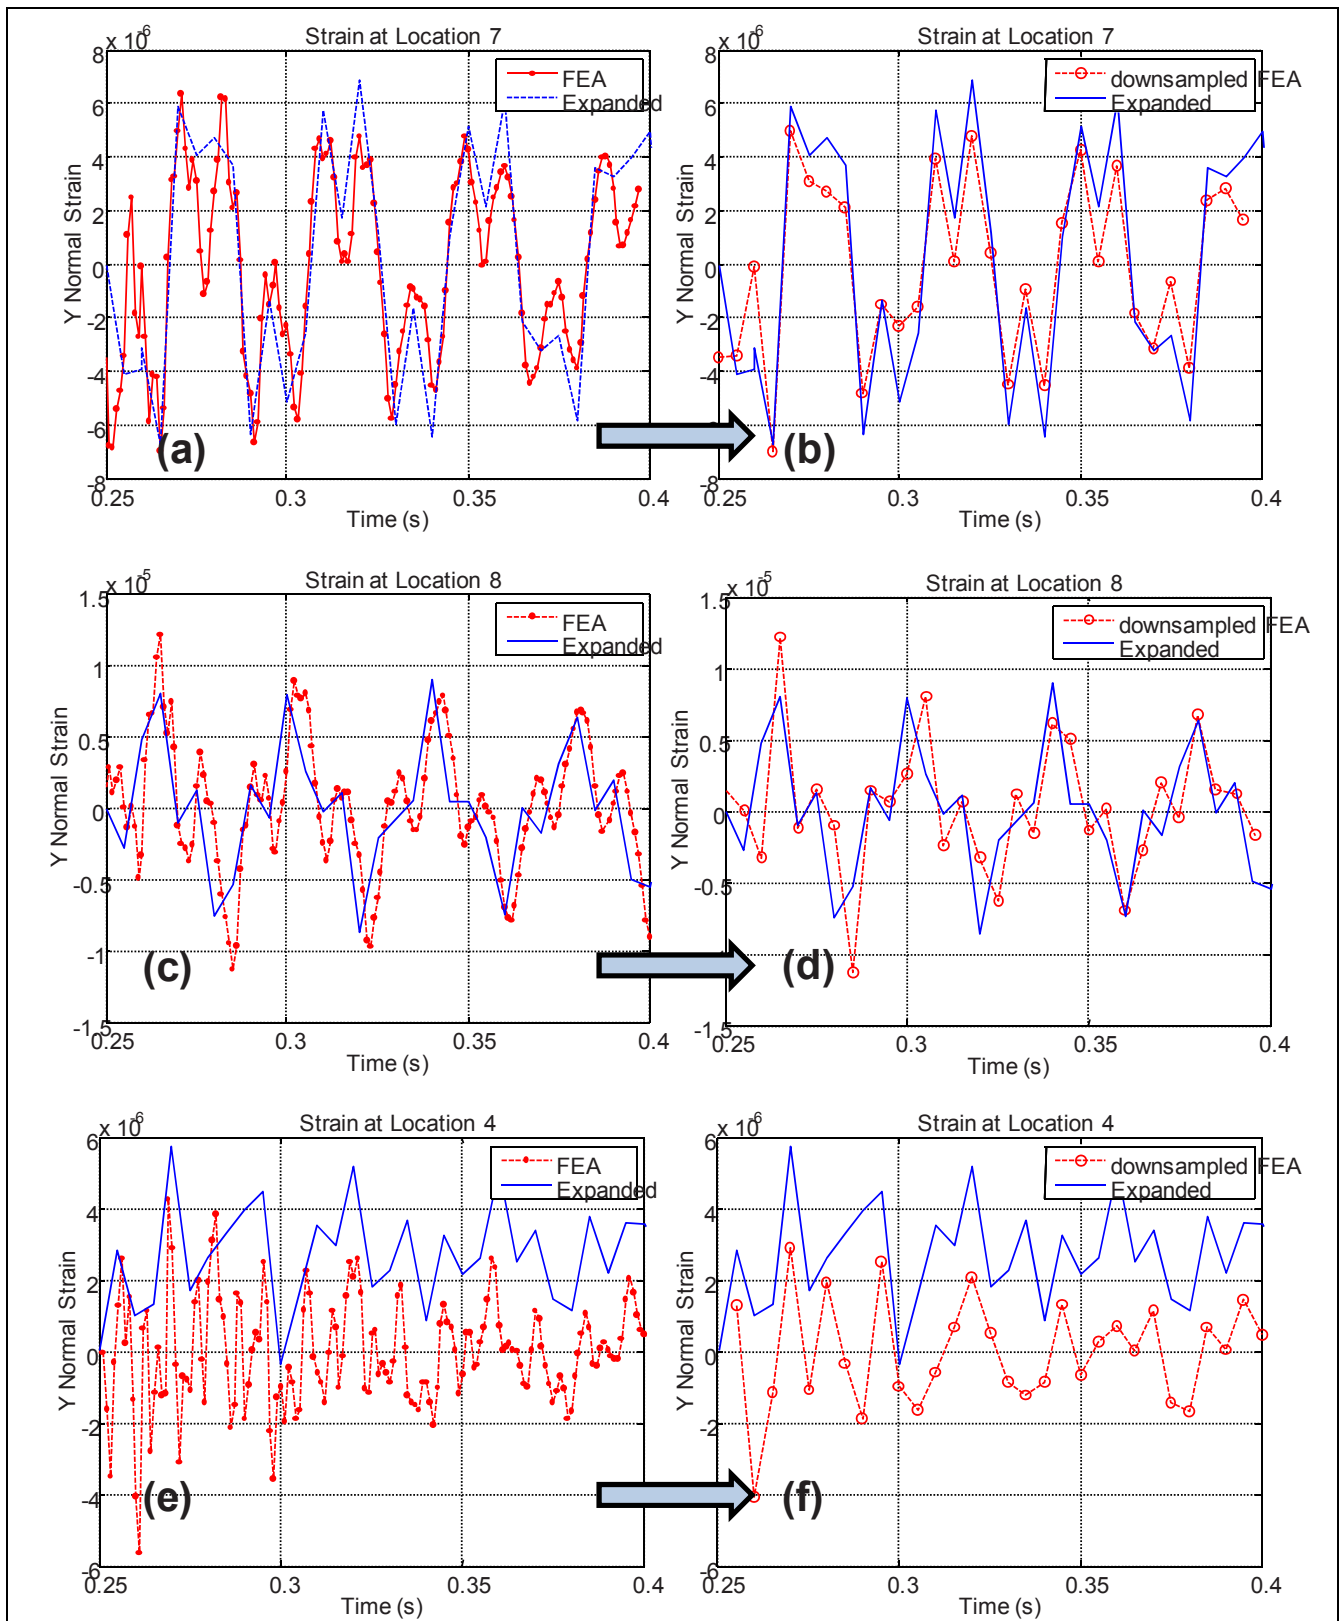 x 10^-6
Strain at Location 7
FEA
Expanded
8
6
4
2
0
-2
-4
-6
-8
Y Normal Strain
(a)
0.25
0.3
0.35
0.4
Time (s)
x 10^-6
Strain at Location 7
downsampled FEA
Expanded
8
6
4
2
0
-2
-4
-8
Y Normal Strain
(b)
0.25
0.3
0.35
0.4
Time (s)
x 10^-5
Strain at Location 8
FEA
Expanded
1.5
1
0.5
0
-0.5
-1
-1.5
Y Normal Strain
(c)
0.25
0.3
0.35
0.4
Time (s)
x 10^-5
Strain at Location 8
downsampled FEA
Expanded
1.5
1
0.5
0
-0.5
-1
-1.5
Y Normal Strain
(d)
0.25
0.3
0.35
0.4
Time (s)
x 10^-6
Strain at Location 4
FEA
Expanded
6
4
2
0
-2
-4
-6
Y Normal Strain
(e)
0.25
0.3
0.35
0.4
Time (s)
x 10^-6
Strain at Location 4
downsampled FEA
Expanded
6
4
2
0
-2
-4
-6
Y Normal Strain
(f)
0.25
0.3
0.35
0.4
Time (s)